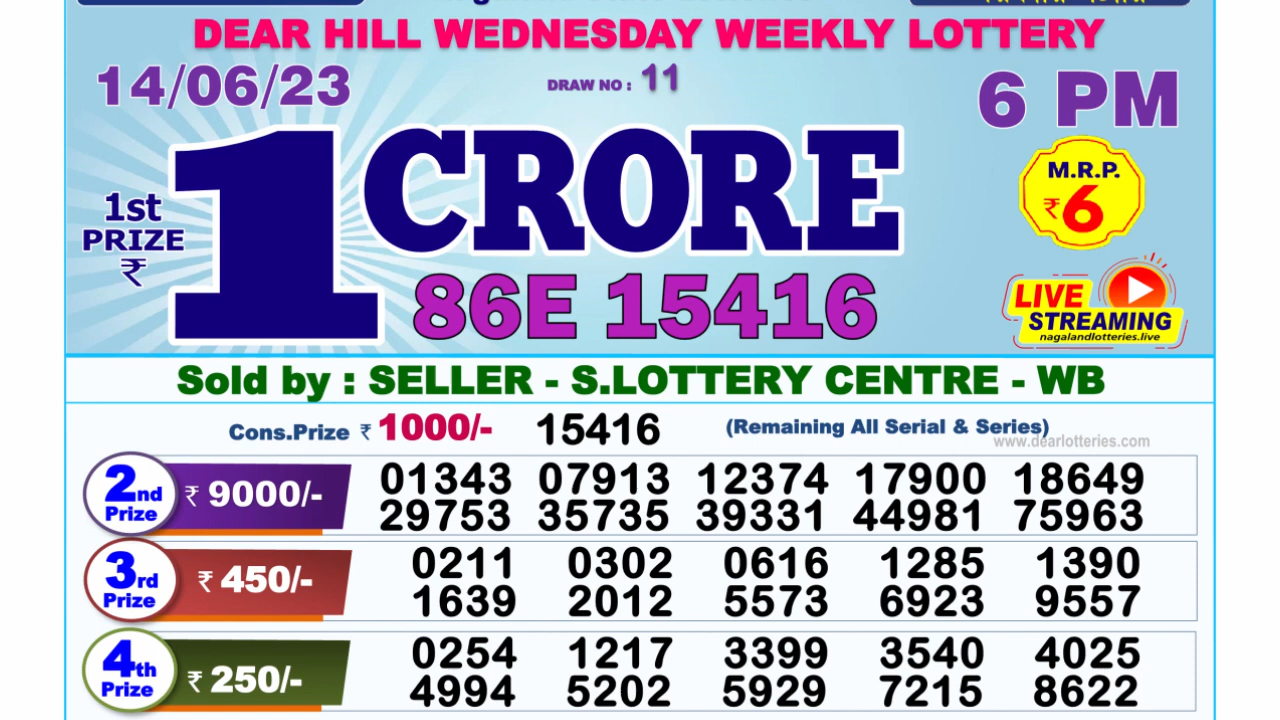 DEAR HILL WEDNESDAY WEEKLY LOTTERY
14/06/23
DRAW NO : 11
6 PM
1st
PRIZE
₹
1 CRORE
M.R.P.
₹6
86E 15416
LIVE
STREAMING
nagalandlotteries.live
Sold by : SELLER - S.LOTTERY CENTRE - WB
Cons.Prize ₹ 1000/- 15416 (Remaining All Serial & Series)
www.dearlotteries.com
2nd Prize ₹ 9000/-
01343 07913 12374 17900 18649
29753 35735 39331 44981 75963
3rd Prize ₹ 450/-
0211 0302 0616 1285 1390
1639 2012 5573 6923 9557
4th Prize ₹ 250/-
0254 1217 3399 3540 4025
4994 5202 5929 7215 8622